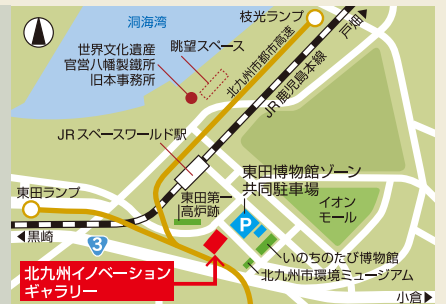 洞海湾
枝光ランプ
戸畑
世界文化遺産
官営八幡製鐵所
旧本事務所
眺望スペース
北九州市都市高速
JR鹿児島本線
JRスペースワールド駅
東田博物館ゾーン
共同駐車場
東田ランプ
東田第一
高炉跡
イオン
モール
P
黒崎
3
いのちのたび博物館
北九州市環境ミュージアム
北九州イノベーション
ギャラリー
小倉